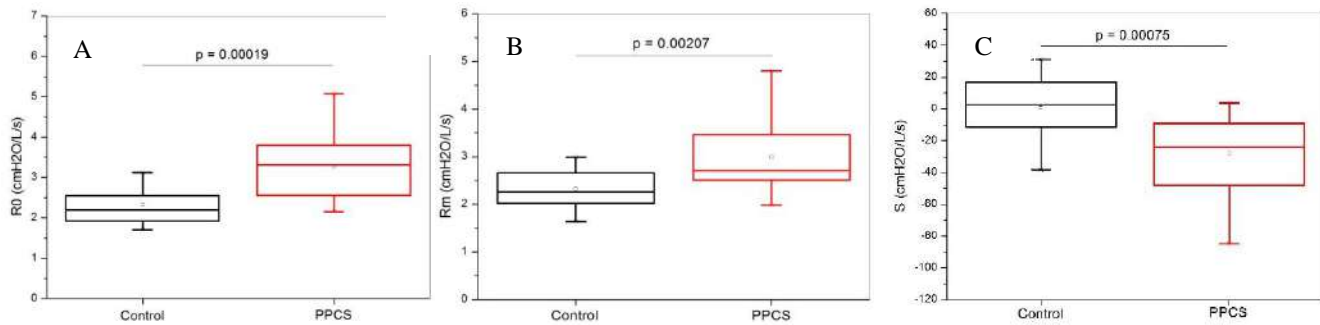 A
p = 0.00019
R0 (cmH2O/L/s)
7
6
5
4
3
2
1
0
Control
PPCS
B
p = 0.00207
Rm (cmH2O/L/s)
6
5
4
3
2
1
0
Control
PPCS
C
p = 0.00075
S (cmH2O/L/s)
60
40
20
0
-20
-40
-60
-80
-100
-120
Control
PPCS